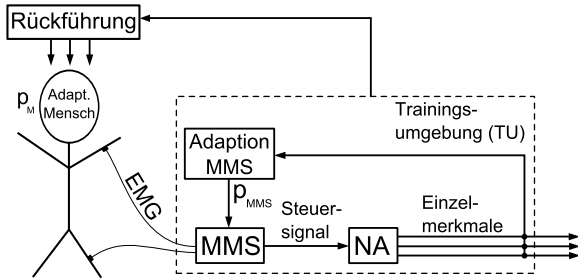 Rückführung
p_M
Adapt.
Mensch
EMG
Trainings-
umgebung (TU)
Adaption
MMS
p_MMS
Steuer-
signal
Einzel-
merkmale
MMS
NA